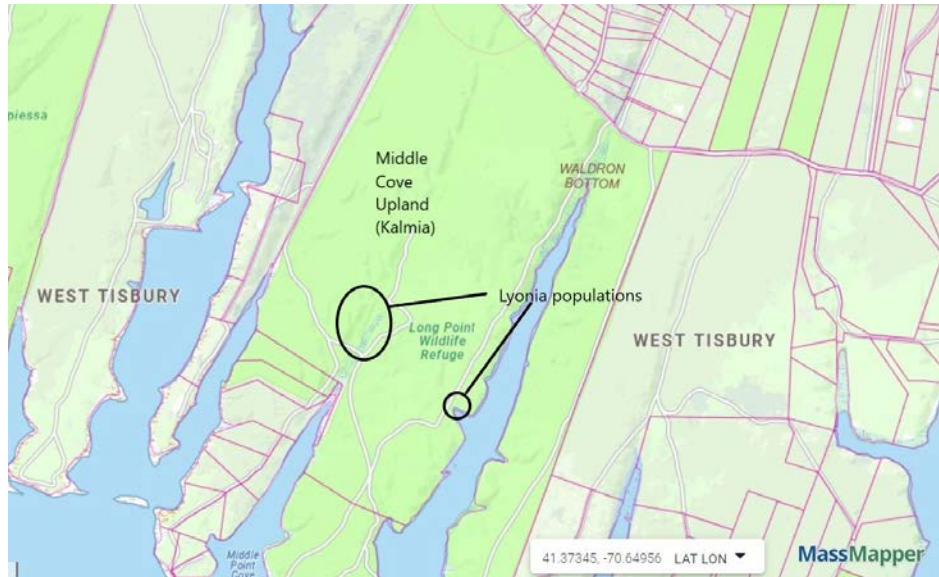 piessa
Middle
Cove
Upland
(Kalmia)
WALDRON
BOTTOM
WEST TISBURY
Lyonia populations
Long Point
Wildlife
Refuge
WEST TISBURY
Middle
Point
Cove
41.37345, -70.64956 LAT LON
MassMapper